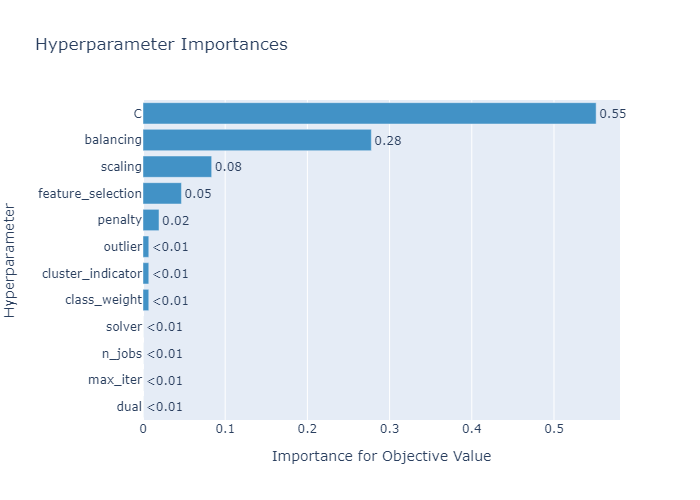 Hyperparameter Importances
Hyperparameter
C 0.55
balancing 0.28
scaling 0.08
feature_selection 0.05
penalty 0.02
outlier <0.01
cluster_indicator <0.01
class_weight <0.01
solver <0.01
n_jobs <0.01
max_iter <0.01
dual <0.01
0 0.1 0.2 0.3 0.4 0.5
Importance for Objective Value